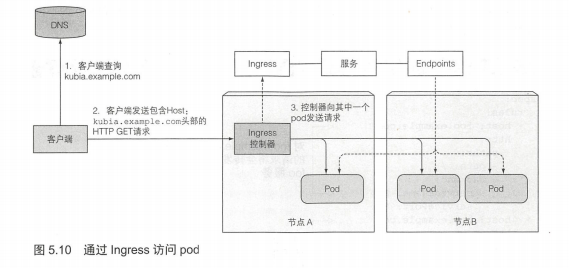 DNS
1. 客户端查询
kubia.example.com
Ingress
服务
Endpoints
2. 客户端发送包含Host:
kubia.example.com头部的
HTTP GET请求
3. 控制器向其中一个
pod发送请求
客户端
Ingress
控制器
Pod
Pod
Pod
节点 A
节点B
图 5.10 通过 Ingress 访问 pod